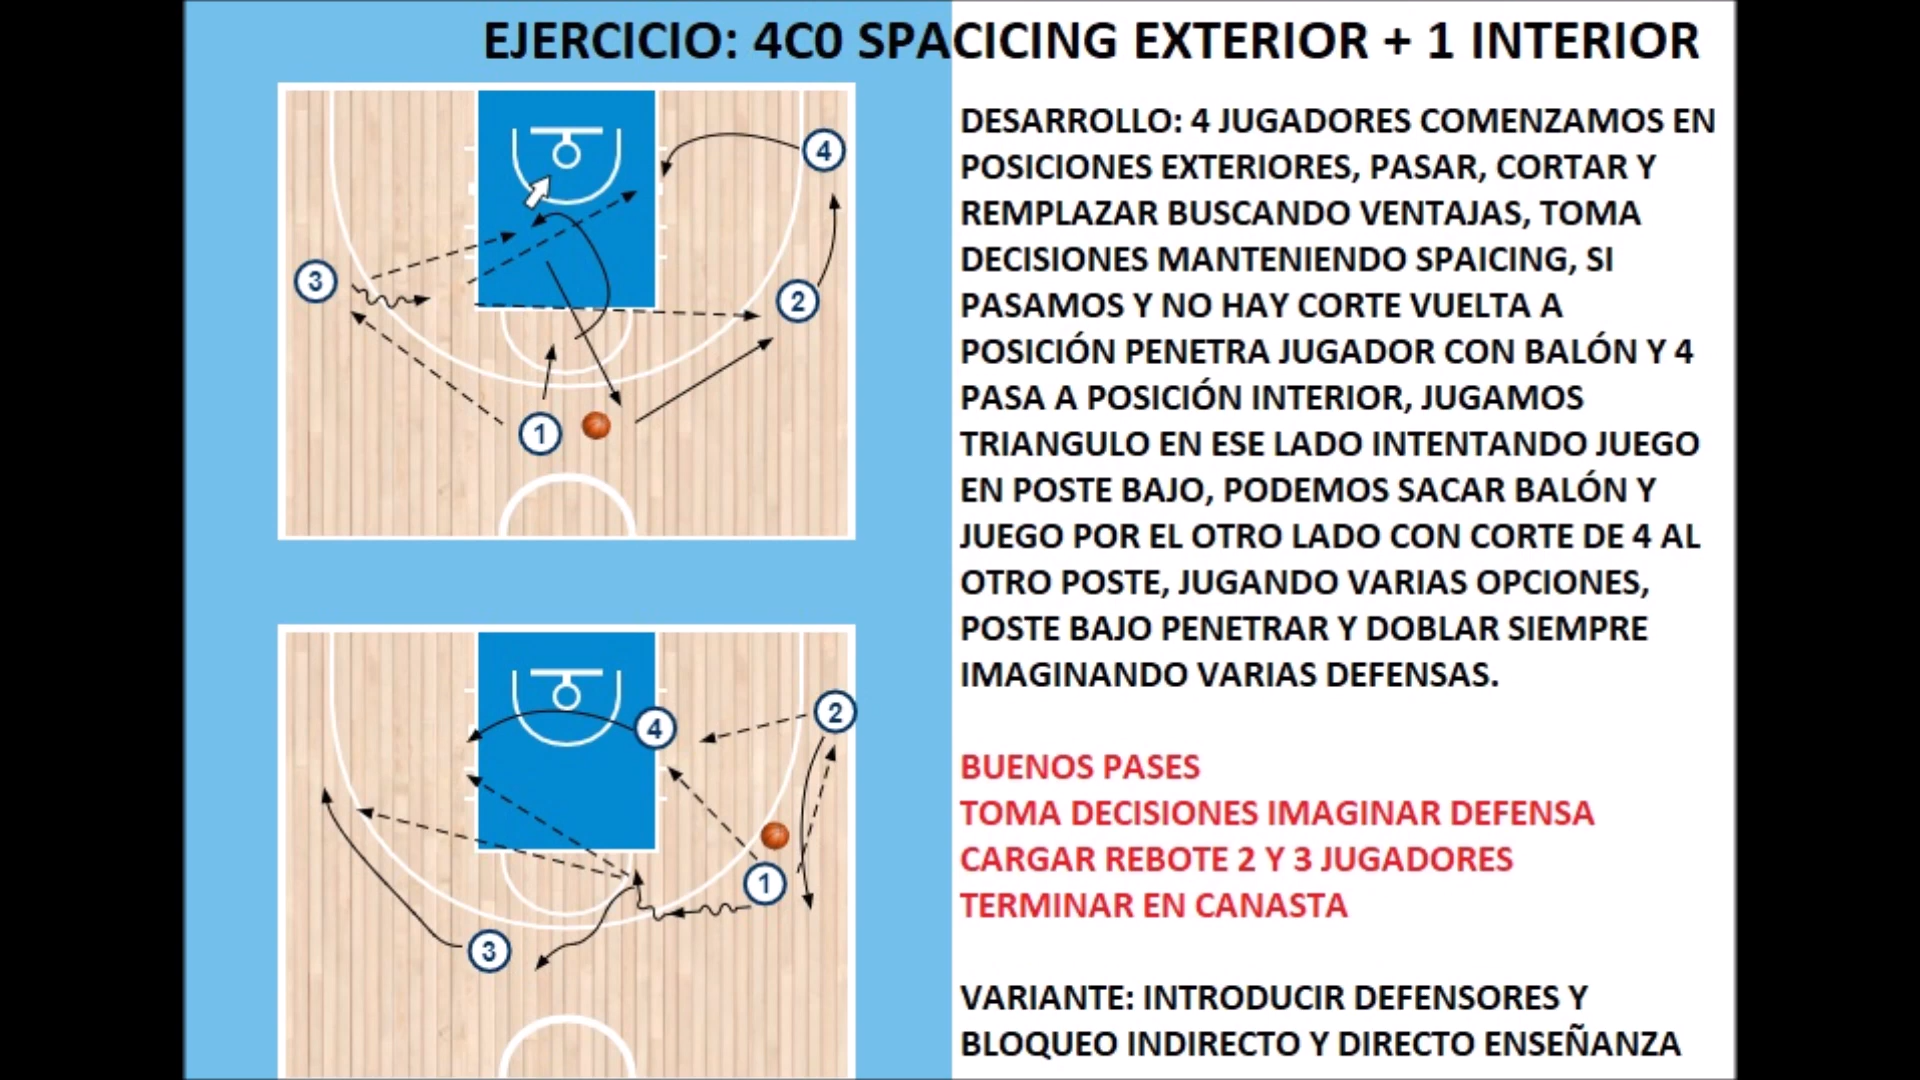 EJERCICIO: 4C0 SPACICING EXTERIOR + 1 INTERIOR
4
3
2
1
DESARROLLO: 4 JUGADORES COMENZAMOS EN
POSICIONES EXTERIORES, PASAR, CORTAR Y
REMPLAZAR BUSCANDO VENTAJAS, TOMA
DECISIONES MANTENIENDO SPAICING, SI
PASAMOS Y NO HAY CORTE VUELTA A
POSICIÓN PENETRA JUGADOR CON BALÓN Y 4
PASA A POSICIÓN INTERIOR, JUGAMOS
TRIANGULO EN ESE LADO INTENTANDO JUEGO
EN POSTE BAJO, PODEMOS SACAR BALÓN Y
JUEGO POR EL OTRO LADO CON CORTE DE 4 AL
OTRO POSTE, JUGANDO VARIAS OPCIONES,
POSTE BAJO PENETRAR Y DOBLAR SIEMPRE
IMAGINANDO VARIAS DEFENSAS.
2
4
1
3
BUENOS PASES
TOMA DECISIONES IMAGINAR DEFENSA
CARGAR REBOTE 2 Y 3 JUGADORES
TERMINAR EN CANASTA
VARIANTE: INTRODUCIR DEFENSORES Y
BLOQUEO INDIRECTO Y DIRECTO ENSEÑANZA